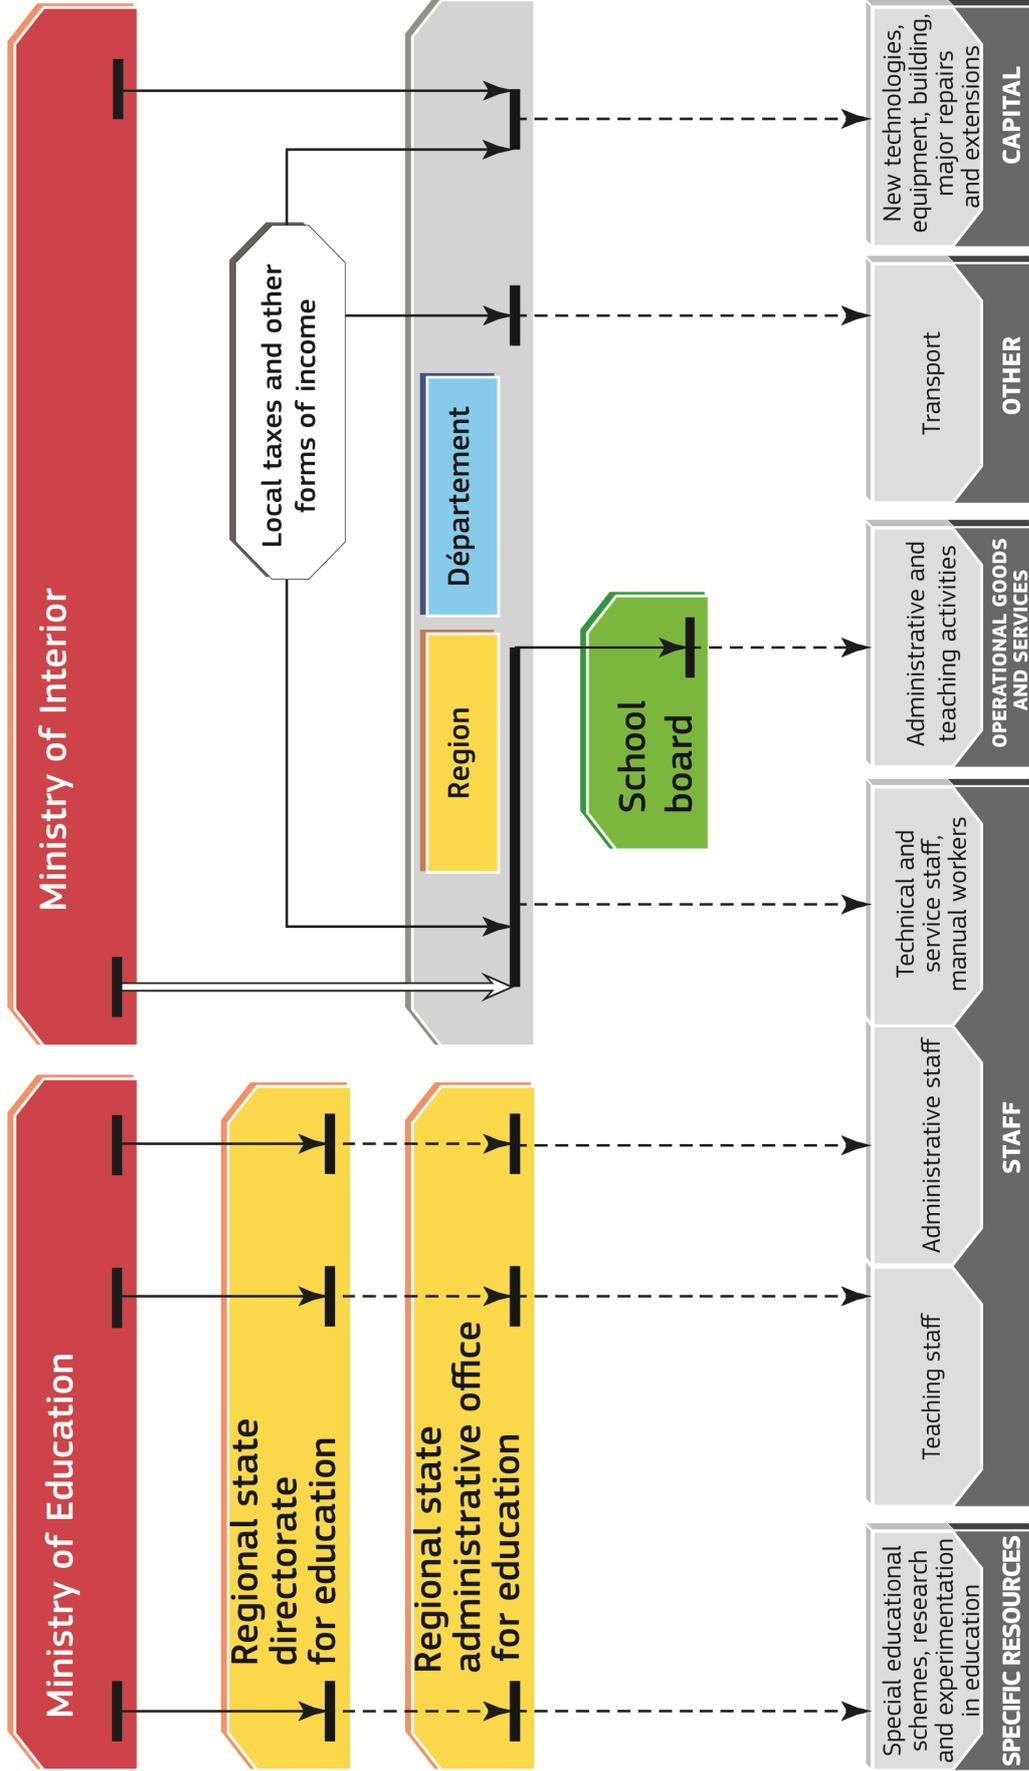 Ministry of Education
Ministry of Interior
Regional state
directorate
for education
Local taxes and other
forms of income
Regional state
administrative office
for education
Region
Département
School
board
Special educational
schemes, research
and experimentation
in education
Teaching staff
Administrative staff
Technical and
service staff,
manual workers
Administrative and
teaching activities
Transport
New technologies,
equipment, building,
major repairs
and extensions
SPECIFIC RESOURCES
STAFF
OPERATIONAL GOODS
AND SERVICES
OTHER
CAPITAL